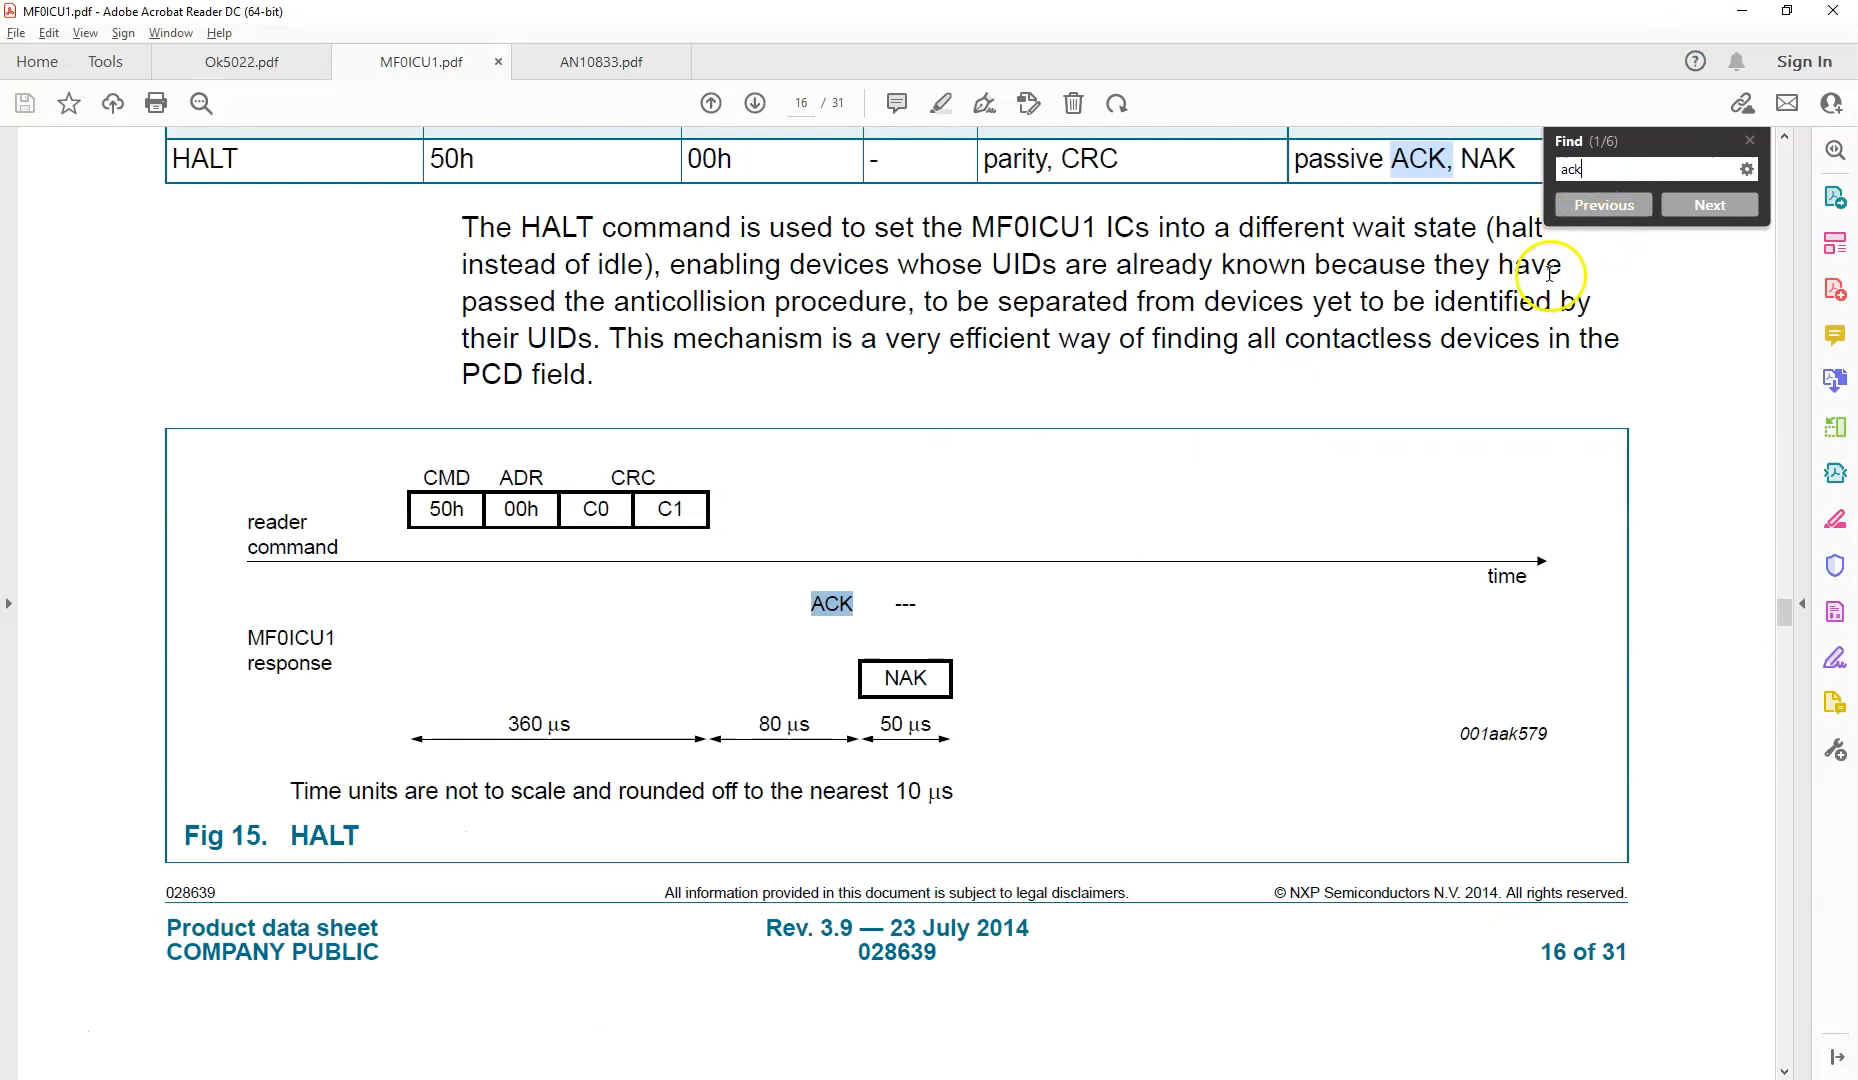 MF0ICU1.pdf - Adobe Acrobat Reader DC (64-bit)
File Edit View Sign Window Help
Home Tools Ok5022.pdf MF0ICU1.pdf × AN10833.pdf Sign In
16 / 31
Find (1/6)
ack
Previous Next
HALT 50h 00h - parity, CRC passive ACK, NAK
The HALT command is used to set the MF0ICU1 ICs into a different wait state (halt
instead of idle), enabling devices whose UIDs are already known because they have
passed the anticollision procedure, to be separated from devices yet to be identified by
their UIDs. This mechanism is a very efficient way of finding all contactless devices in the
PCD field.
CMD ADR CRC
50h 00h C0 C1
reader
command
time
ACK ---
MF0ICU1
response
NAK
360 μs 80 μs 50 μs
001aak579
Time units are not to scale and rounded off to the nearest 10 μs
Fig 15. HALT
028639 All information provided in this document is subject to legal disclaimers. © NXP Semiconductors N.V. 2014. All rights reserved.
Product data sheet Rev. 3.9 — 23 July 2014
COMPANY PUBLIC 028639 16 of 31